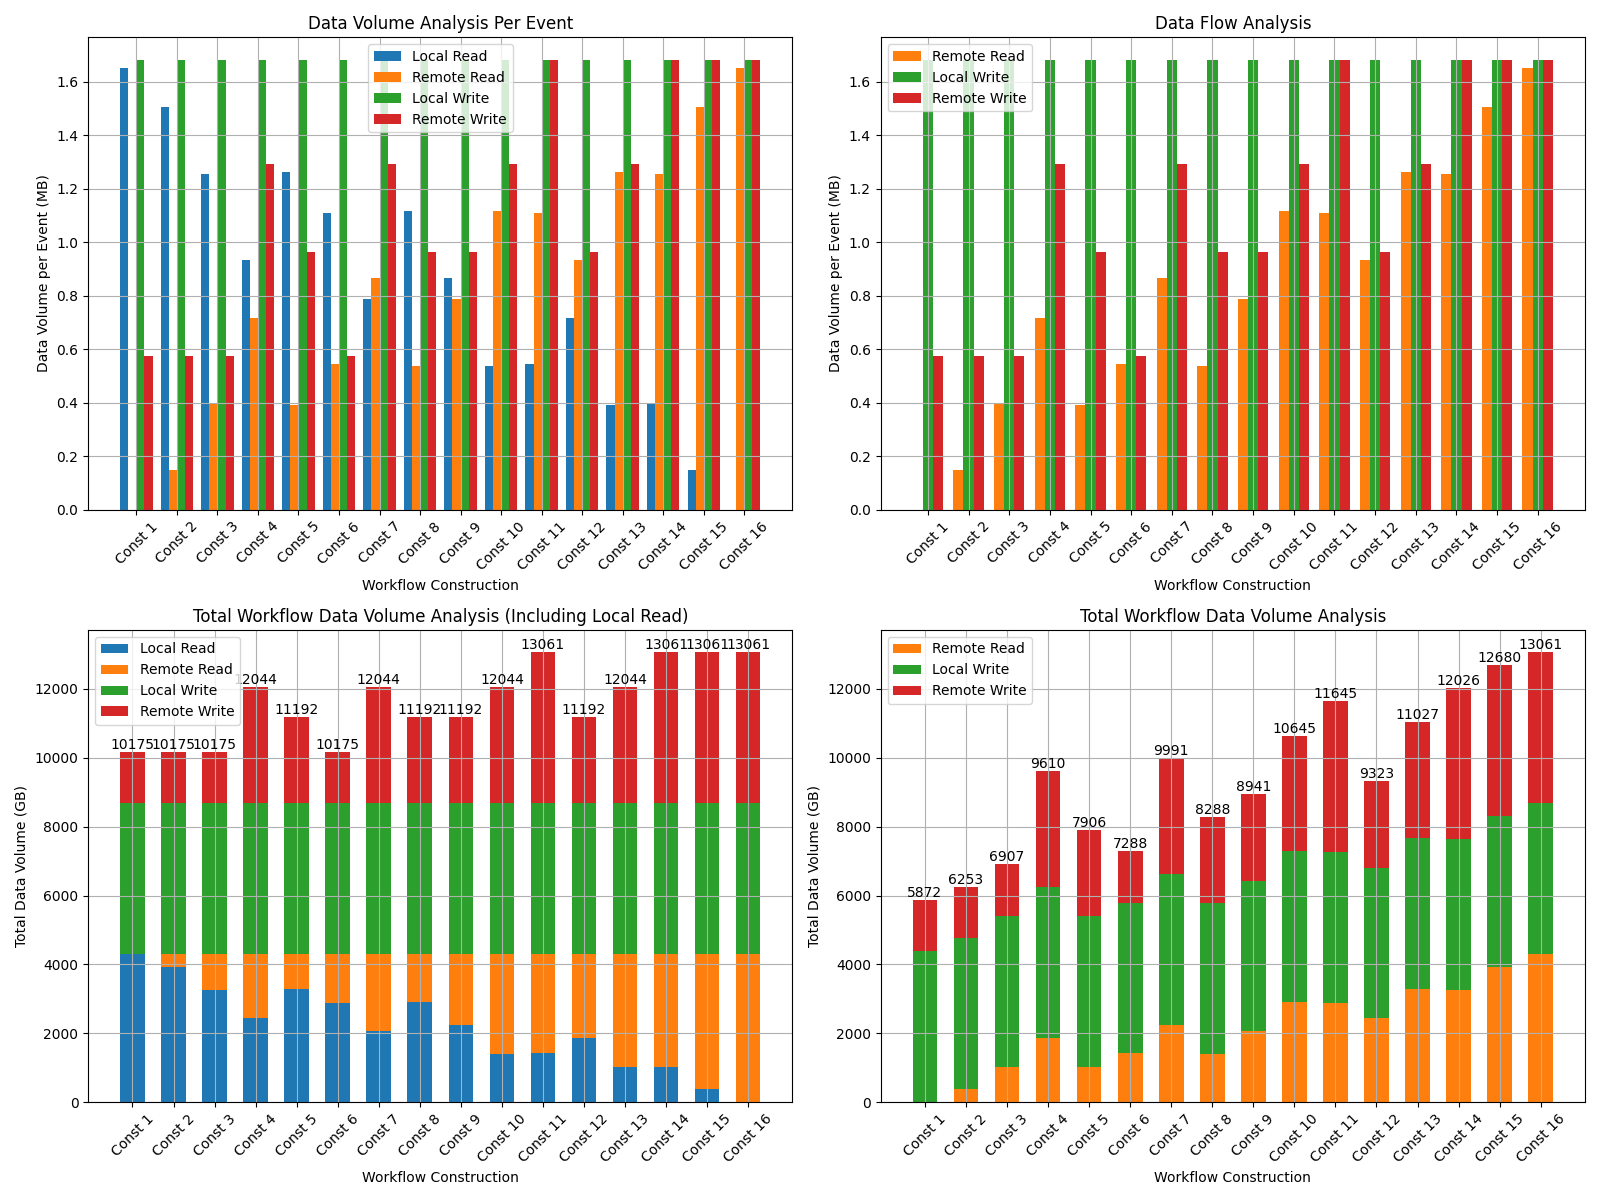 Data Volume Analysis Per Event
Local Read
Remote Read
Local Write
Remote Write
Data Volume per Event (MB)
1.6
1.4
1.2
1.0
0.8
0.6
0.4
0.2
0.0
Const 1 Const 2 Const 3 Const 4 Const 5 Const 6 Const 7 Const 8 Const 9 Const 10 Const 11 Const 12 Const 13 Const 14 Const 15 Const 16
Workflow Construction
Data Flow Analysis
Remote Read
Local Write
Remote Write
Data Volume per Event (MB)
1.6
1.4
1.2
1.0
0.8
0.6
0.4
0.2
0.0
Const 1 Const 2 Const 3 Const 4 Const 5 Const 6 Const 7 Const 8 Const 9 Const 10 Const 11 Const 12 Const 13 Const 14 Const 15 Const 16
Workflow Construction
Total Workflow Data Volume Analysis (Including Local Read)
Local Read
Remote Read
Local Write
Remote Write
10175 10175 10175 12044 11192 10175 12044 11192 11192 12044 13061 11192 12044 13061 13061 13061
Total Data Volume (GB)
12000
10000
8000
6000
4000
2000
0
Const 1 Const 2 Const 3 Const 4 Const 5 Const 6 Const 7 Const 8 Const 9 Const 10 Const 11 Const 12 Const 13 Const 14 Const 15 Const 16
Workflow Construction
Total Workflow Data Volume Analysis
Remote Read
Local Write
Remote Write
5872 6253 6907 9610 7906 7288 9991 8288 8941 10645 11645 9323 11027 12026 12680 13061
Total Data Volume (GB)
12000
10000
8000
6000
4000
2000
0
Const 1 Const 2 Const 3 Const 4 Const 5 Const 6 Const 7 Const 8 Const 9 Const 10 Const 11 Const 12 Const 13 Const 14 Const 15 Const 16
Workflow Construction